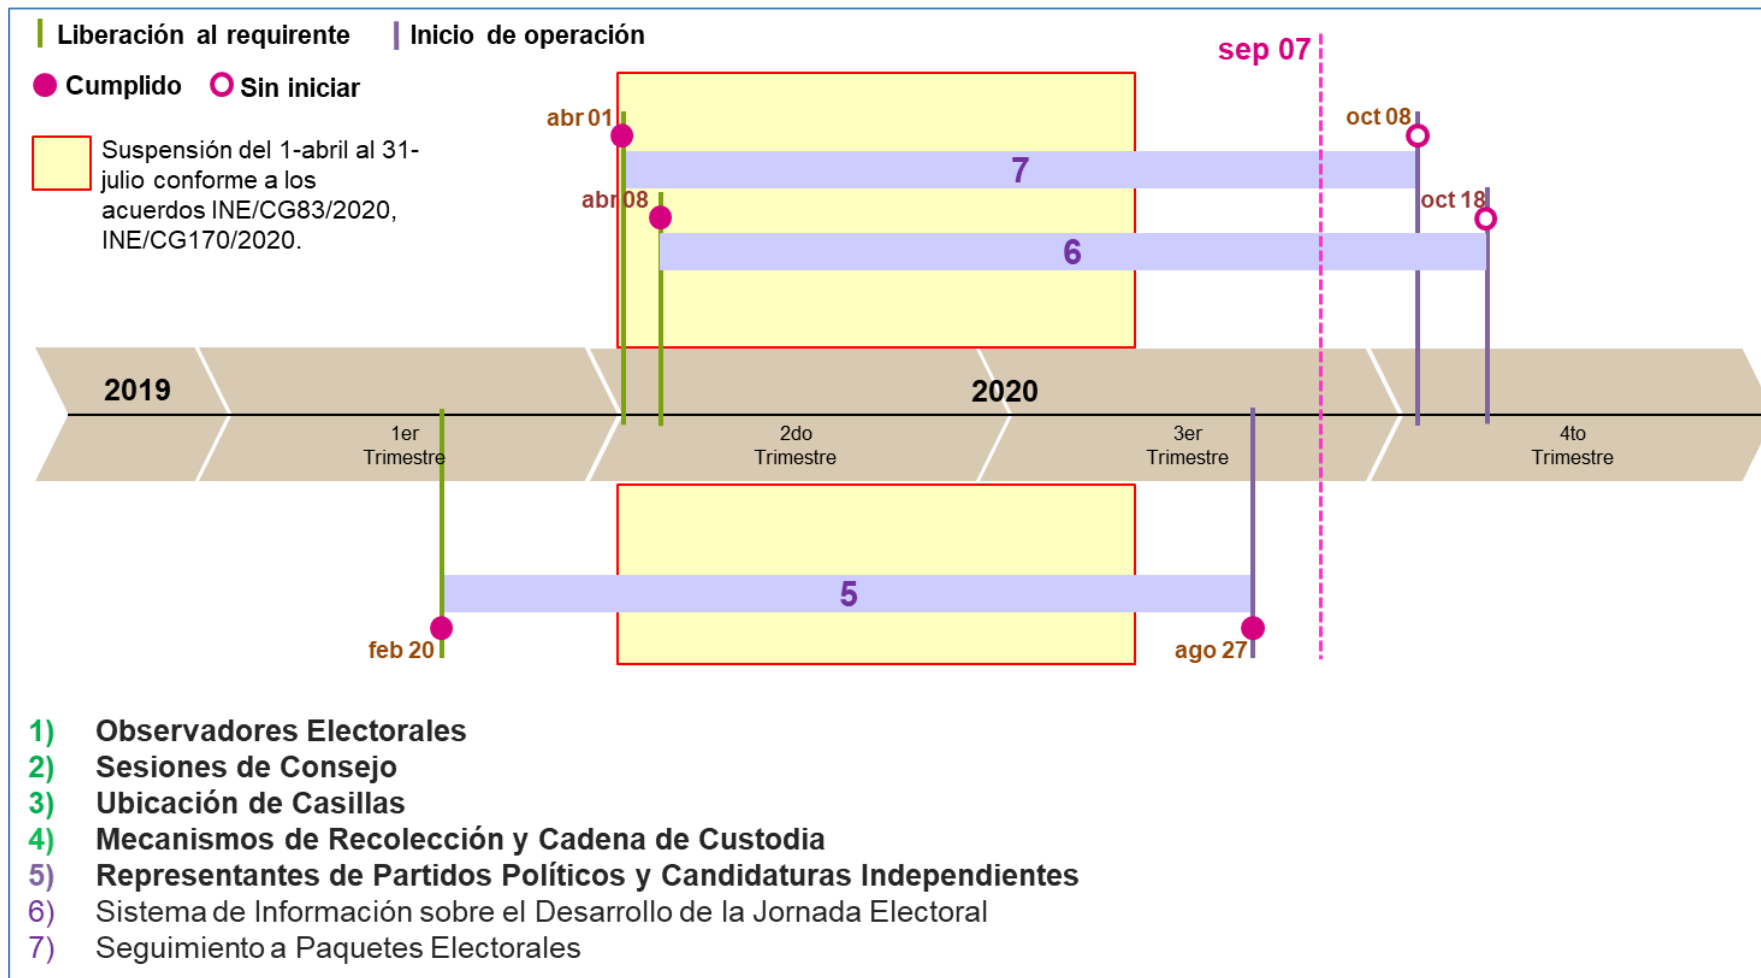 Liberación al requirente
Inicio de operación
sep 07
Cumplido
Sin iniciar
abr 01
oct 08
Suspensión del 1-abril al 31-
julio conforme a los
acuerdos INE/CG83/2020,
INE/CG170/2020.
7
abr 08
oct 18
6
2019
2020
1er
Trimestre
2do
Trimestre
3er
Trimestre
4to
Trimestre
5
feb 20
ago 27
1) Observadores Electorales
2) Sesiones de Consejo
3) Ubicación de Casillas
4) Mecanismos de Recolección y Cadena de Custodia
5) Representantes de Partidos Políticos y Candidaturas Independientes
6) Sistema de Información sobre el Desarrollo de la Jornada Electoral
7) Seguimiento a Paquetes Electorales